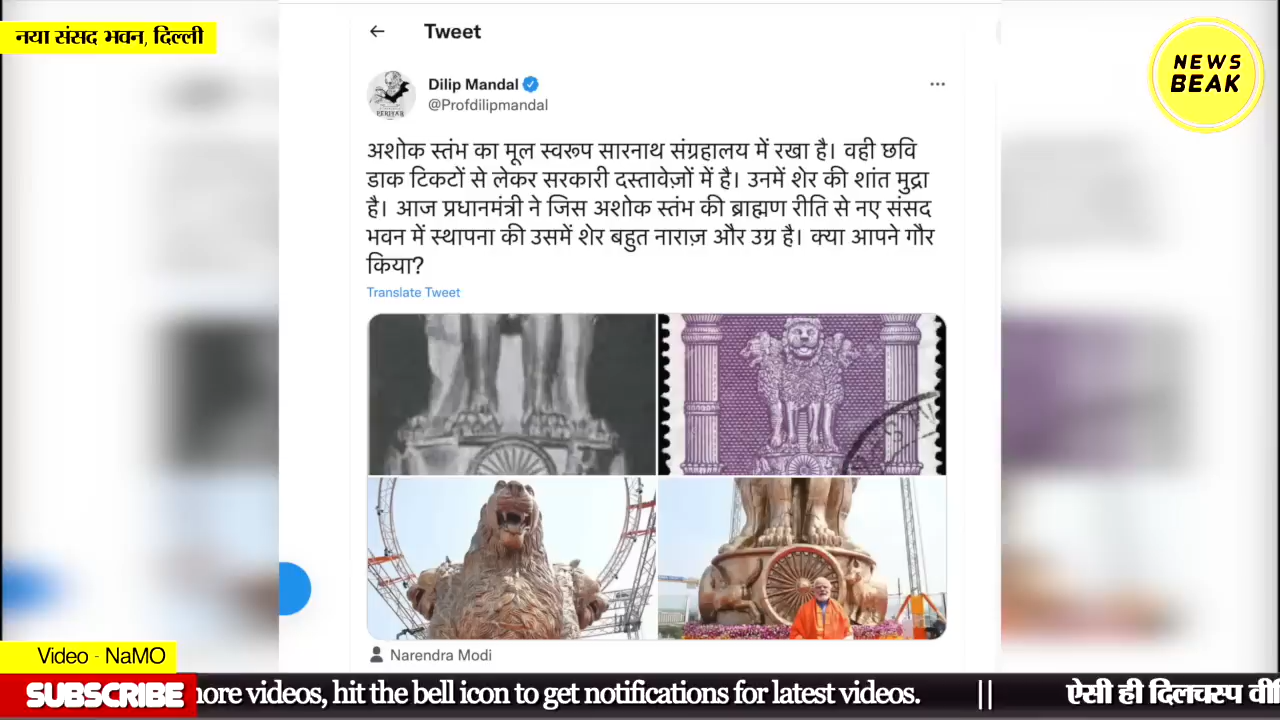 नया संसद भवन, दिल्ली
NEWS
BEAK
Tweet
Dilip Mandal
@Profdilipmandal
PERIYAR
अशोक स्तंभ का मूल स्वरूप सारनाथ संग्रहालय में रखा है। वही छवि
डाक टिकटों से लेकर सरकारी दस्तावेज़ों में है। उनमें शेर की शांत मुद्रा
है। आज प्रधानमंत्री ने जिस अशोक स्तंभ की ब्राह्मण रीति से नए संसद
भवन में स्थापना की उसमें शेर बहुत नाराज़ और उग्र है। क्या आपने गौर
किया?
Translate Tweet
Narendra Modi
Video - NaMO
SUBSCRIBE
more videos, hit the bell icon to get notifications for latest videos. || ऐसी ही दिलचस्प